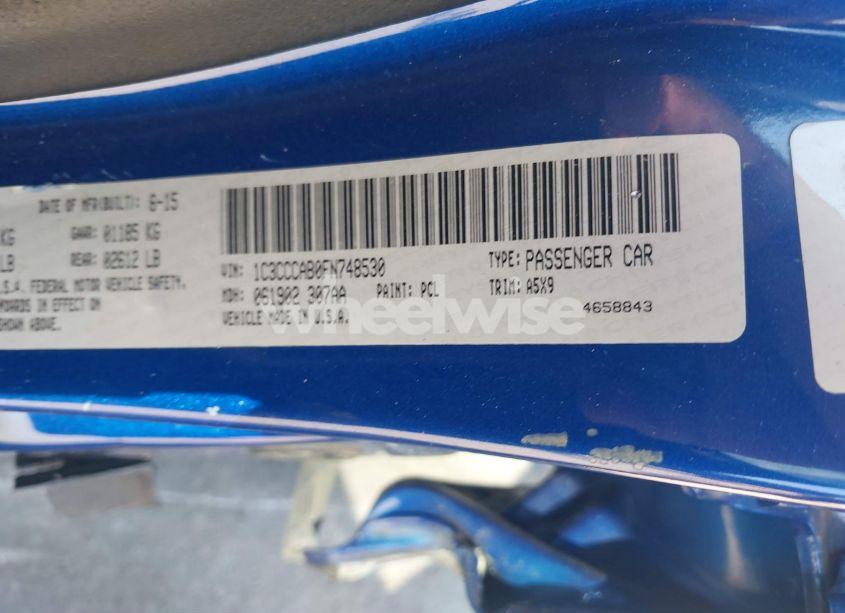 DATE OF MFR(BUILT): 6-15
KG GAWR: 01185 KG
LB REAR: 02612 LB
S.A. FEDERAL MOTOR VEHICLE SAFETY,
NDARDS IN EFFECT ON
SHOWN ABOVE.
VIN: 1C3CCCAB0FN748530
TYPE: PASSENGER CAR
MDH: 061902 307AA PAINT: PCL TRIM: A5X9
VEHICLE MADE IN U.S.A.
4658843
wheelwise